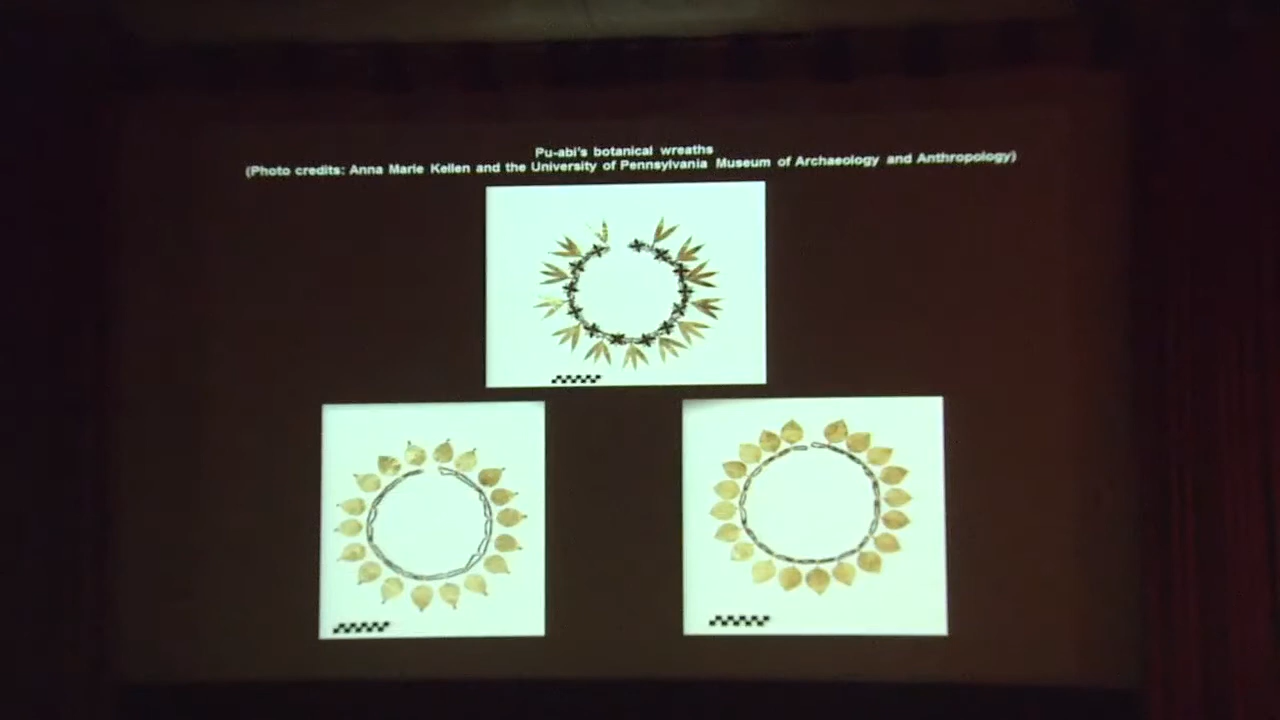 Pu-abi's botanical wreaths
(Photo credits: Anna Marie Kellen and the University of Pennsylvania Museum of Archaeology and Anthropology)